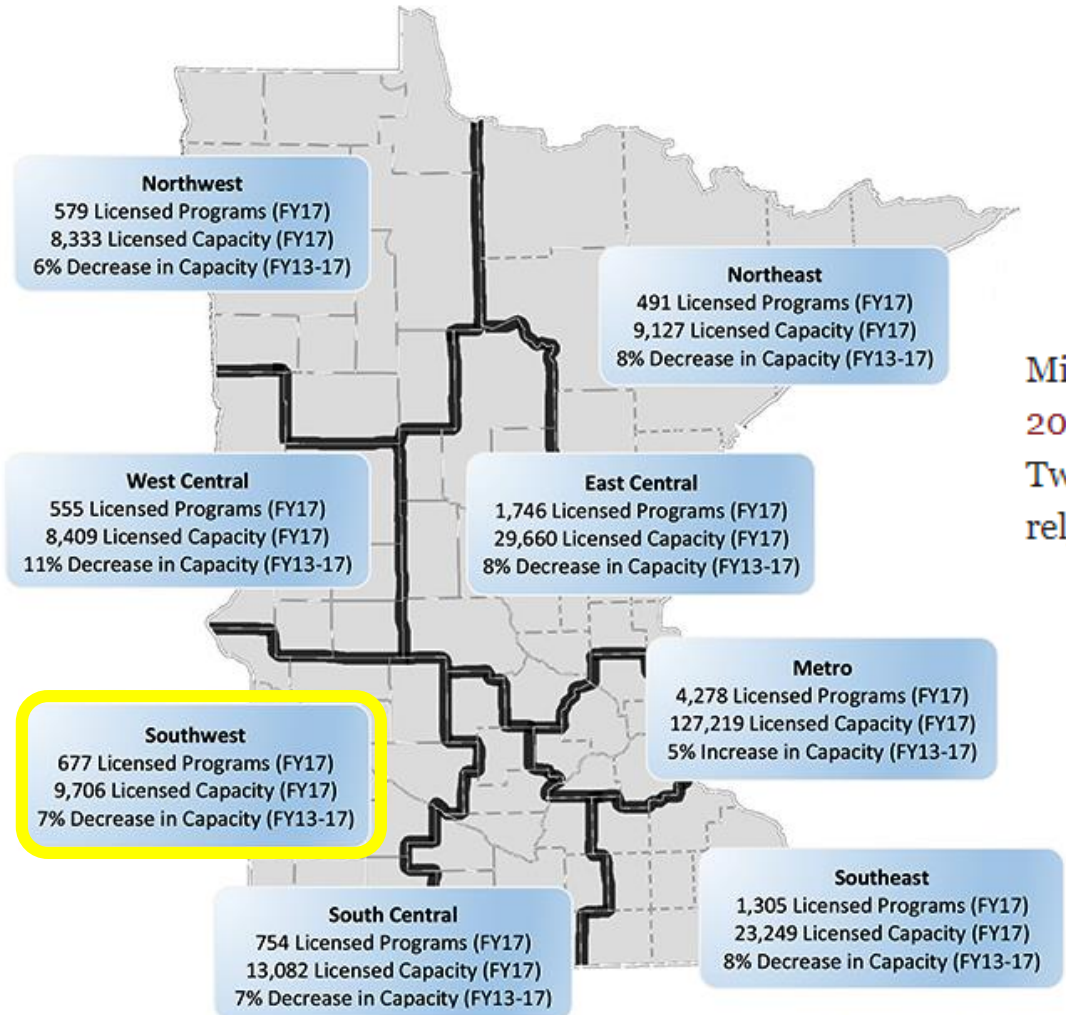 Northwest
579 Licensed Programs (FY17)
8,333 Licensed Capacity (FY17)
6% Decrease in Capacity (FY13-17)
Northeast
491 Licensed Programs (FY17)
9,127 Licensed Capacity (FY17)
8% Decrease in Capacity (FY13-17)
West Central
555 Licensed Programs (FY17)
8,409 Licensed Capacity (FY17)
11% Decrease in Capacity (FY13-17)
East Central
1,746 Licensed Programs (FY17)
29,660 Licensed Capacity (FY17)
8% Decrease in Capacity (FY13-17)
Mi
20
Tw
rel
Metro
4,278 Licensed Programs (FY17)
127,219 Licensed Capacity (FY17)
5% Increase in Capacity (FY13-17)
Southwest
677 Licensed Programs (FY17)
9,706 Licensed Capacity (FY17)
7% Decrease in Capacity (FY13-17)
South Central
754 Licensed Programs (FY17)
13,082 Licensed Capacity (FY17)
7% Decrease in Capacity (FY13-17)
Southeast
1,305 Licensed Programs (FY17)
23,249 Licensed Capacity (FY17)
8% Decrease in Capacity (FY13-17)